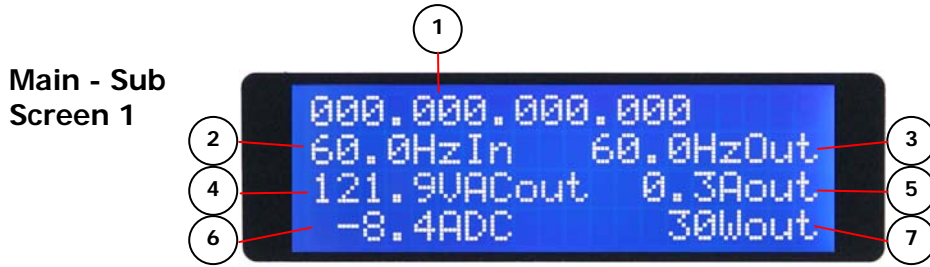 1
Main - Sub
Screen 1
000.000.000.000
2
60.0HzIn 60.0HzOut
3
4
121.9VACout 0.3Aout
5
6
-8.4ADC 30Wout
7